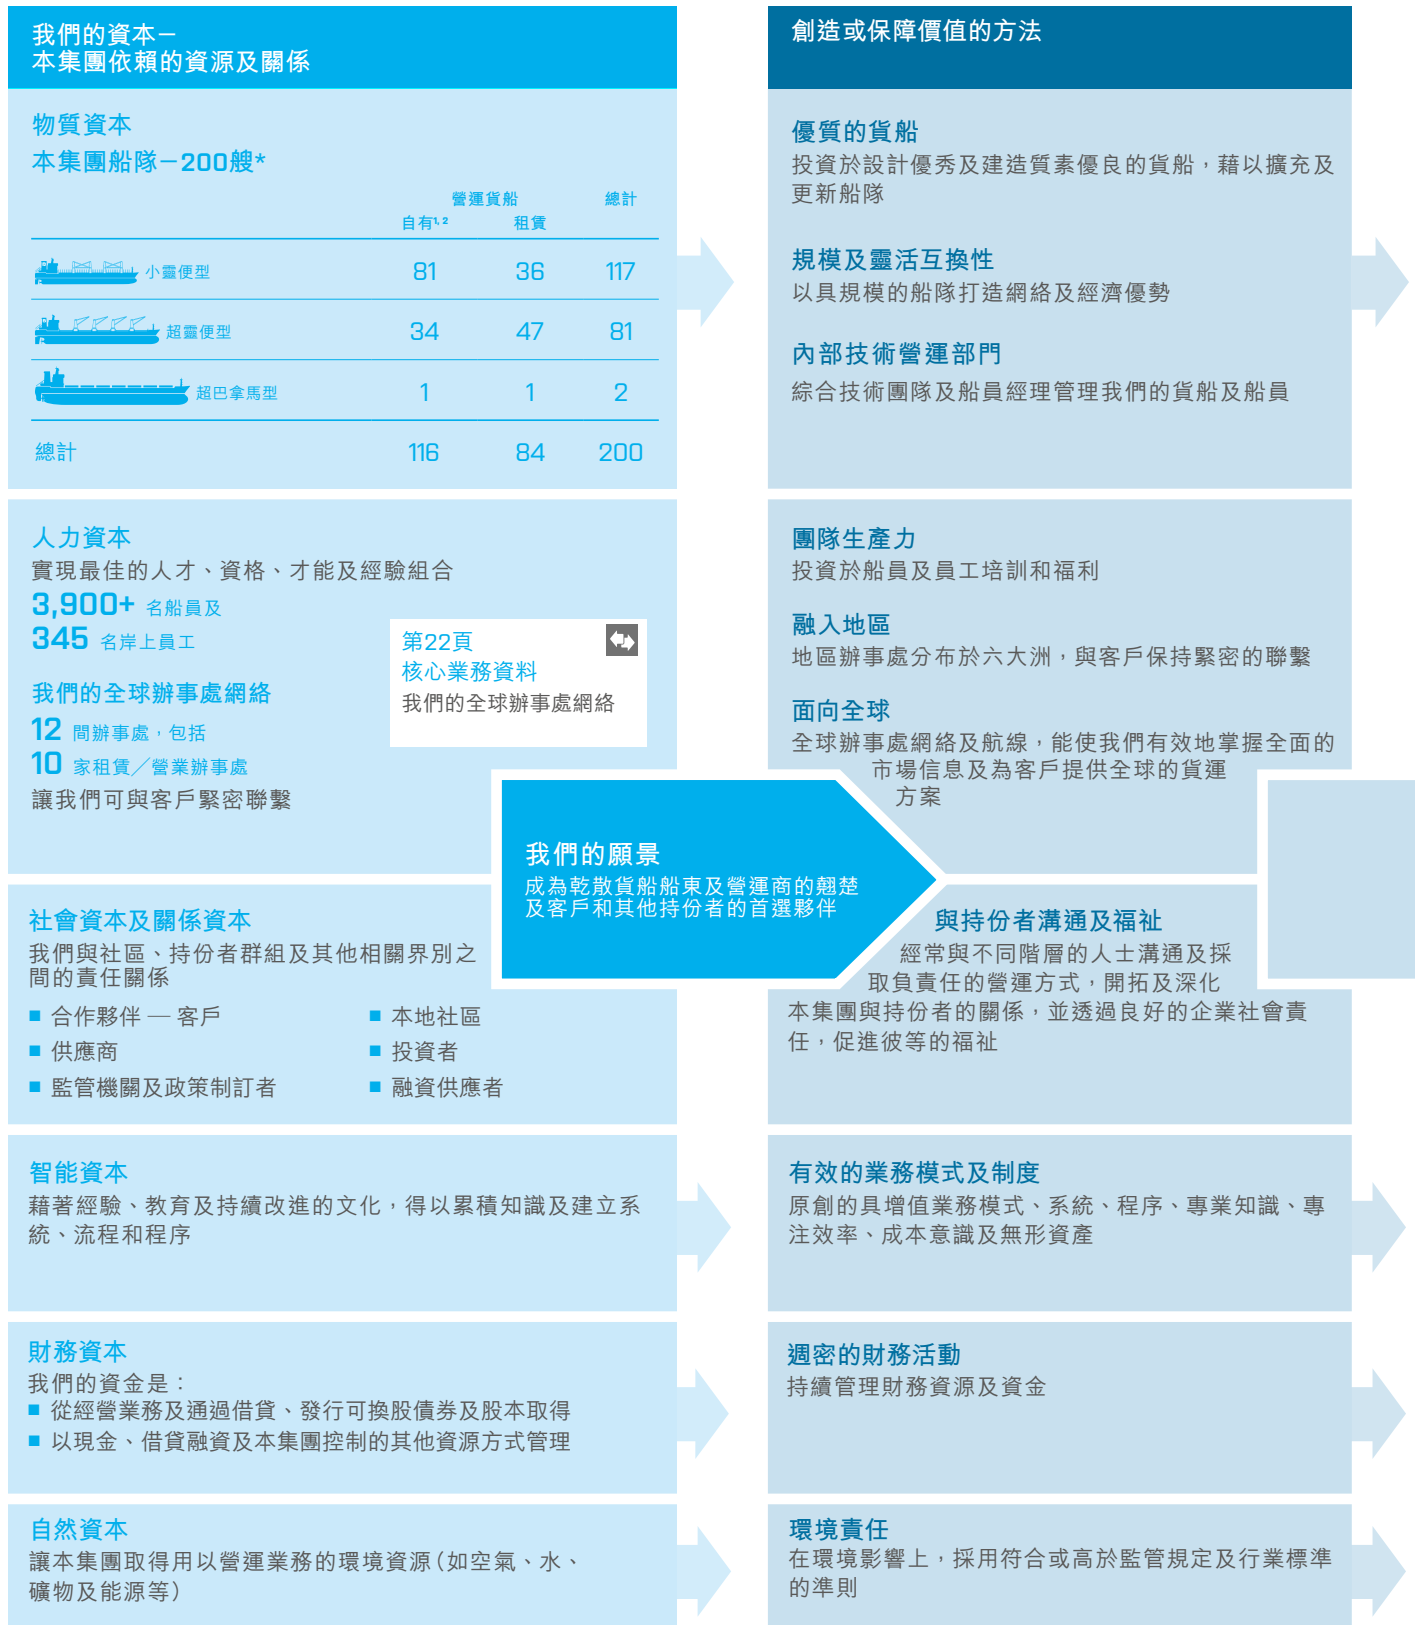 我們的資本－
本集團依賴的資源及關係
物質資本
本集團船隊－200艘*
營運貨船 總計
自有1, 2 租賃
小靈便型 81 36 117
超靈便型 34 47 81
超巴拿馬型 1 1 2
總計 116 84 200
人力資本
實現最佳的人才、資格、才能及經驗組合
3,900+ 名船員及
345 名岸上員工
第22頁
核心業務資料
我們的全球辦事處網絡
我們的全球辦事處網絡
12 間辦事處，包括
10 家租賃╱營業辦事處
讓我們可與客戶緊密聯繫
社會資本及關係資本
我們與社區、持份者群組及其他相關界別之
間的責任關係
■ 合作夥伴 — 客戶
■ 供應商
■ 監管機關及政策制訂者
■ 本地社區
■ 投資者
■ 融資供應者
智能資本
藉著經驗、教育及持續改進的文化，得以累積知識及建立系
統、流程和程序
財務資本
我們的資金是：
■ 從經營業務及通過借貸、發行可換股債券及股本取得
■ 以現金、借貸融資及本集團控制的其他資源方式管理
自然資本
讓本集團取得用以營運業務的環境資源（如空氣、水、
礦物及能源等）
我們的願景
成為乾散貨船船東及營運商的翹楚
及客戶和其他持份者的首選夥伴
創造或保障價值的方法
優質的貨船
投資於設計優秀及建造質素優良的貨船，藉以擴充及
更新船隊
規模及靈活互換性
以具規模的船隊打造網絡及經濟優勢
內部技術營運部門
綜合技術團隊及船員經理管理我們的貨船及船員
團隊生產力
投資於船員及員工培訓和福利
融入地區
地區辦事處分布於六大洲，與客戶保持緊密的聯繫
面向全球
全球辦事處網絡及航線，能使我們有效地掌握全面的
市場信息及為客戶提供全球的貨運
方案
與持份者溝通及福祉
經常與不同階層的人士溝通及採
取負責任的營運方式，開拓及深化
本集團與持份者的關係，並透過良好的企業社會責
任，促進彼等的福祉
有效的業務模式及制度
原創的具增值業務模式、系統、程序、專業知識、專
注效率、成本意識及無形資產
週密的財務活動
持續管理財務資源及資金
環境責任
在環境影響上，採用符合或高於監管規定及行業標準
的準則